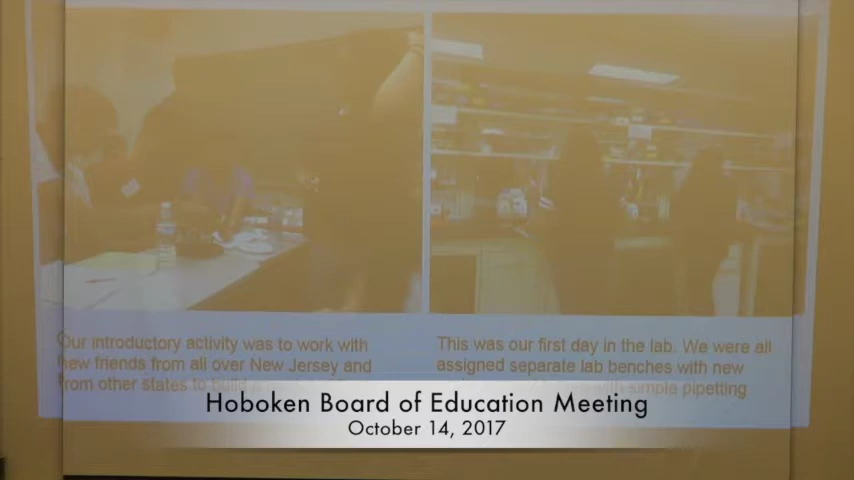 Our introductory activity was to work with
new friends from all over New Jersey and
from other states to build a
This was our first day in the lab. We were all
assigned separate lab benches with new
with simple pipetting
Hoboken Board of Education Meeting
October 14, 2017